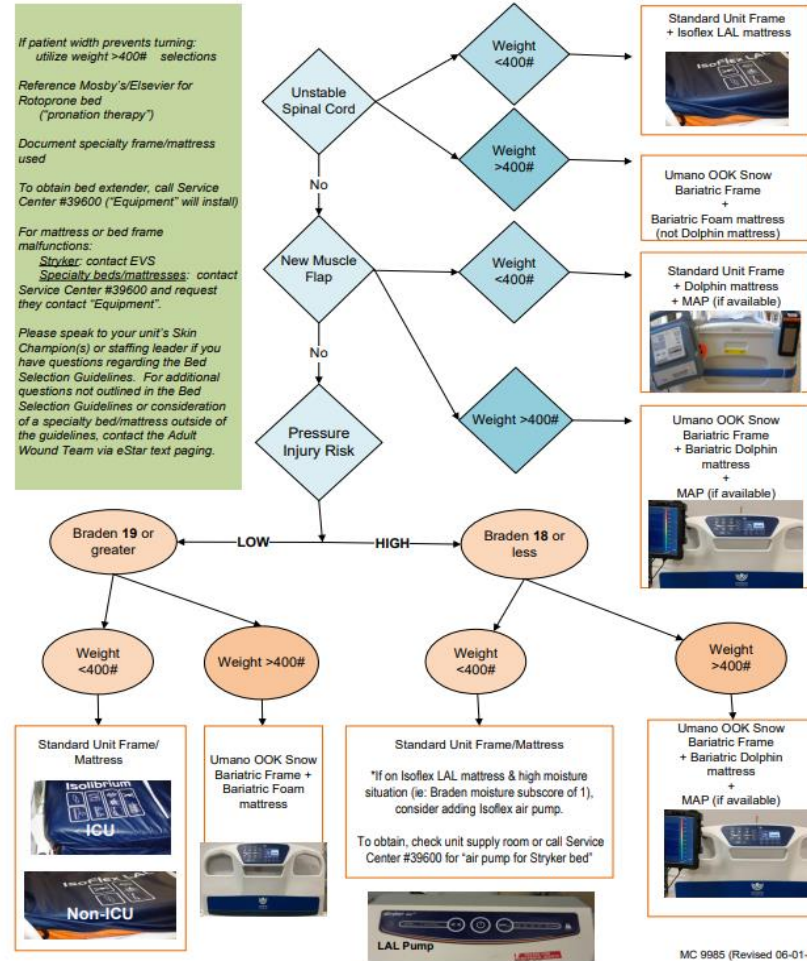 If patient width prevents turning:
utilize weight >400# selections
Reference Mosby's/Elsevier for
Rotoprone bed
("pronation therapy")
Document specialty frame/mattress
used
To obtain bed extender, call Service
Center #39600 ("Equipment" will install)
For mattress or bed frame
malfunctions:
Stryker: contact EVS
Specialty beds/mattresses: contact
Service Center #39600 and request
they contact "Equipment".
Please speak to your unit's Skin
Champion(s) or staffing leader if you
have questions regarding the Bed
Selection Guidelines. For additional
questions not outlined in the Bed
Selection Guidelines or consideration
of a specialty bed/mattress outside of
the guidelines, contact the Adult
Wound Team via eStar text paging.
Unstable
Spinal Cord
Weight
<400#
Standard Unit Frame
+ Isoflex LAL mattress
IsoFlex LAL
Weight
>400#
Umano OOK Snow
Bariatric Frame
+
Bariatric Foam mattress
(not Dolphin mattress)
No
New Muscle
Flap
Weight
<400#
Standard Unit Frame
+ Dolphin mattress
+ MAP (if available)
Weight >400#
Umano OOK Snow
Bariatric Frame
+ Bariatric Dolphin
mattress
+
MAP (if available)
No
Pressure
Injury Risk
Braden 19 or
greater
LOW
HIGH
Braden 18 or
less
Weight
<400#
Weight >400#
Weight
<400#
Weight
>400#
Standard Unit Frame/
Mattress
Isolibrium
ICU
IsoFlex LAL
Non-ICU
Umano OOK Snow
Bariatric Frame +
Bariatric Foam
mattress
Standard Unit Frame/Mattress
*If on Isoflex LAL mattress & high moisture
situation (ie: Braden moisture subscore of 1),
consider adding Isoflex air pump.
To obtain, check unit supply room or call Service
Center #39600 for "air pump for Stryker bed"
LAL Pump
Umano OOK Snow
Bariatric Frame
+ Bariatric Dolphin
mattress
+
MAP (if available)
MC 9985 (Revised 06-01-